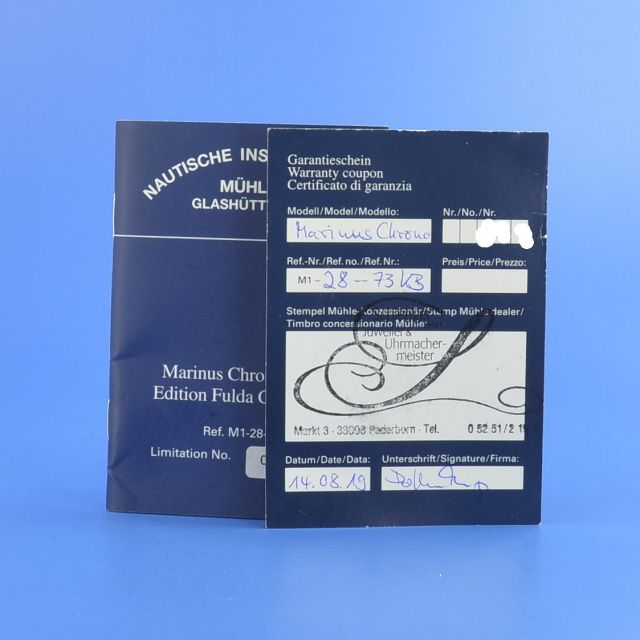 NAUTISCHE INS
MÜHL
GLASHÜTT
Marinus Chro
Edition Fulda
Ref. M1-28-
Limitation No.
Garantieschein
Warranty coupon
Certificato di garanzia
Modell/Model/Modello:
Nr./No./Nr.
Marinus Chrono
Ref.-Nr./Ref. no./Ref. Nr.:
Preis/Price/Prezzo:
M1-28-73 KB
Stempel Mühle-Konzessionär/Stamp Mühle dealer/
Timbro concessionario Mühle:
Juwelier &
Uhrmacher-
meister
Markt 3 - 33098 Paderborn - Tel. 0 52 51/2
Datum/Date/Data:
Unterschrift/Signature/Firma:
14.08.19